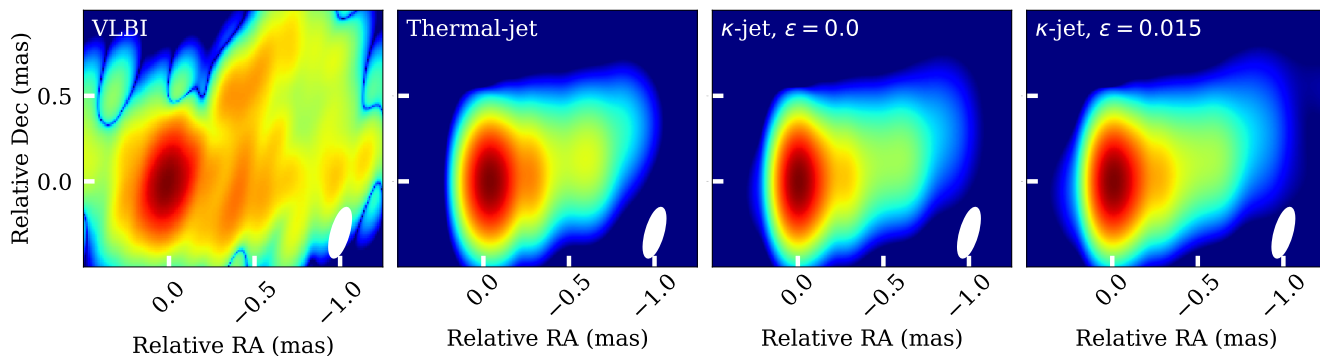 VLBI
Thermal-jet
κ-jet, ε = 0.0
κ-jet, ε = 0.015
Relative Dec (mas)
0.5
0.0
0.0
−0.5
−1.0
0.0
−0.5
−1.0
0.0
−0.5
−1.0
0.0
−0.5
−1.0
Relative RA (mas)
Relative RA (mas)
Relative RA (mas)
Relative RA (mas)